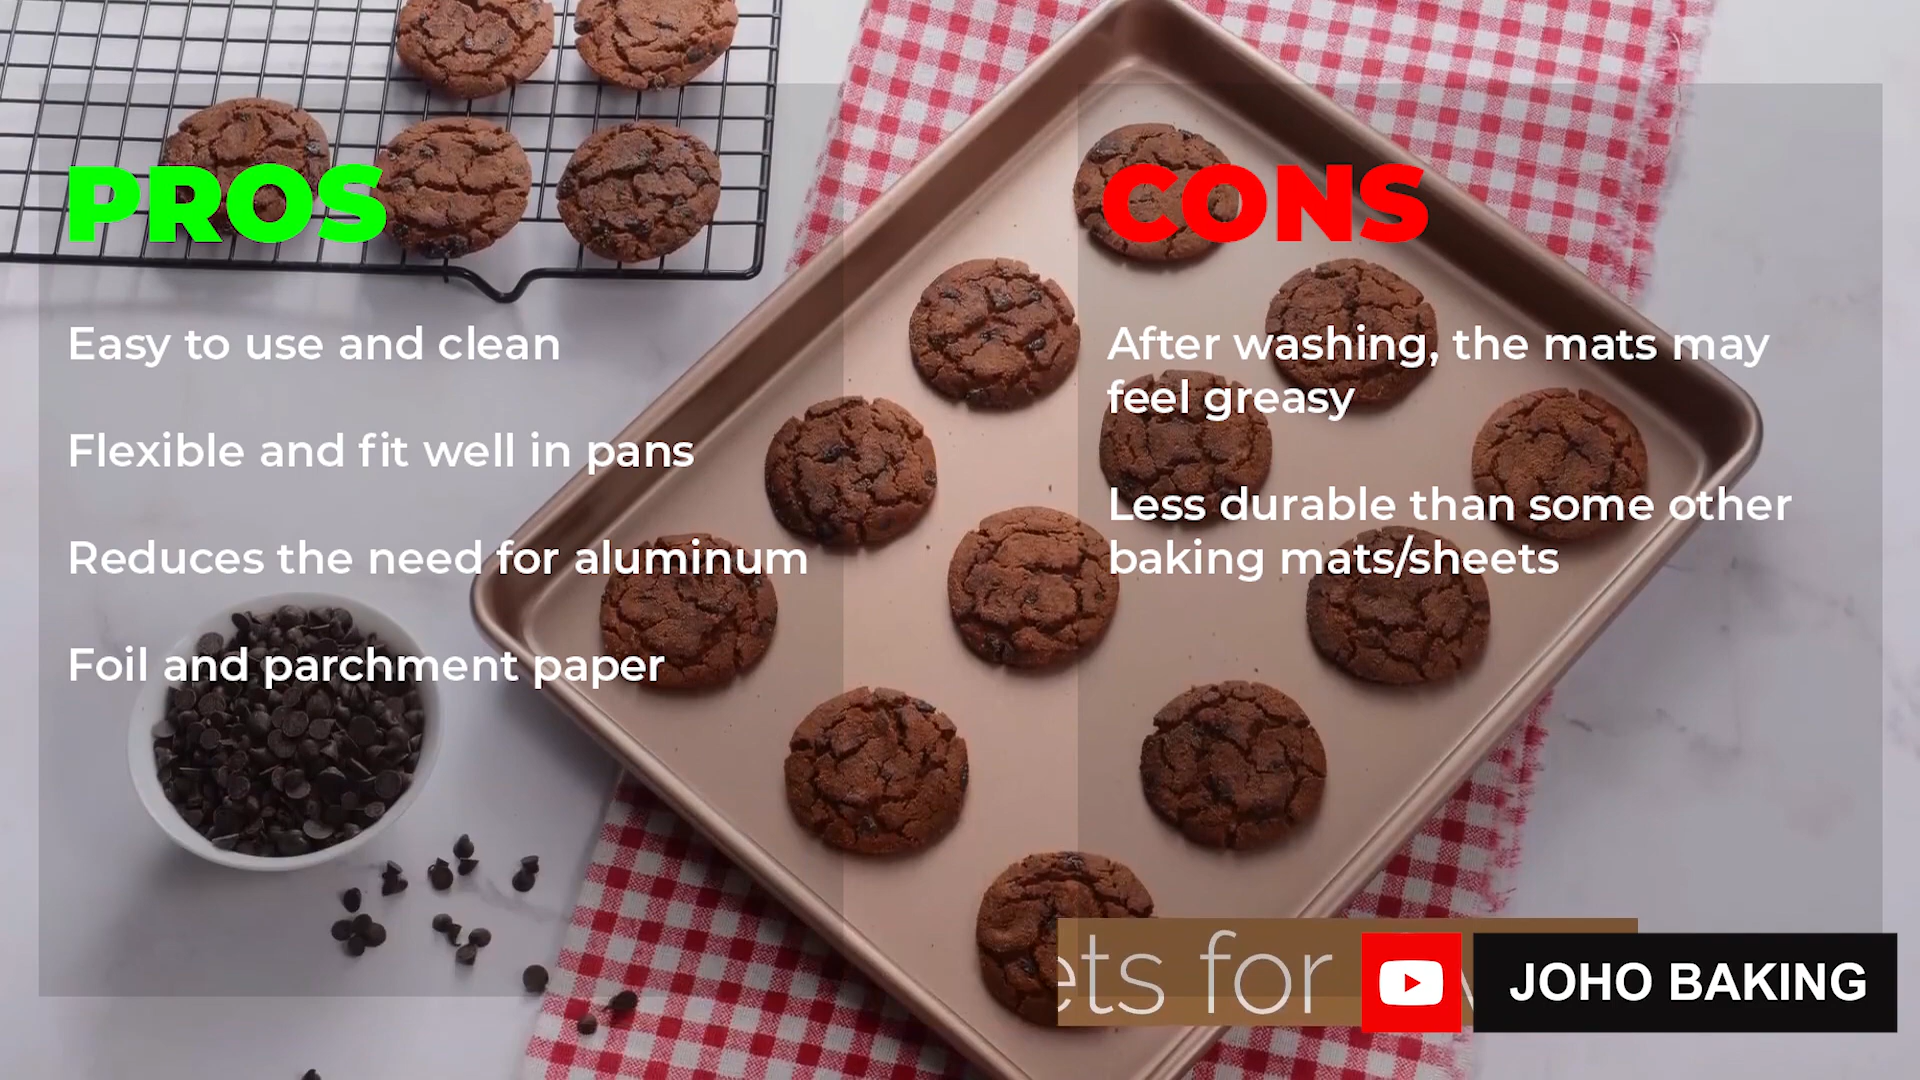 PROS
Easy to use and clean
Flexible and fit well in pans
Reduces the need for aluminum
Foil and parchment paper
CONS
After washing, the mats may
feel greasy
Less durable than some other
baking mats/sheets
for
JOHO BAKING